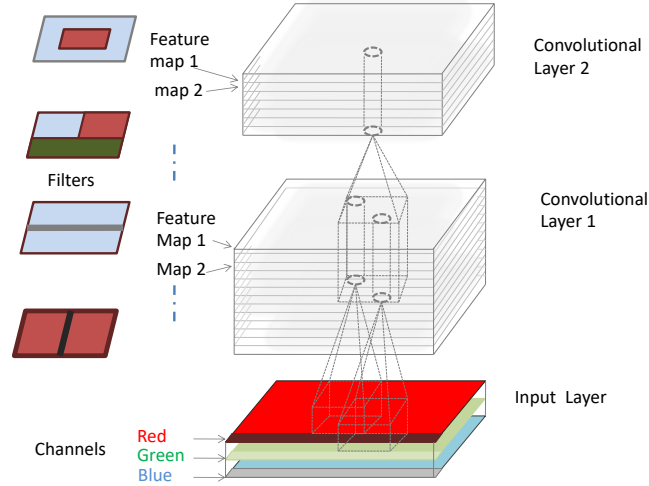 Feature
map 1
map 2
Convolutional
Layer 2
Filters
Feature
Map 1
Map 2
Convolutional
Layer 1
Input  Layer
Channels
Red
Green
Blue